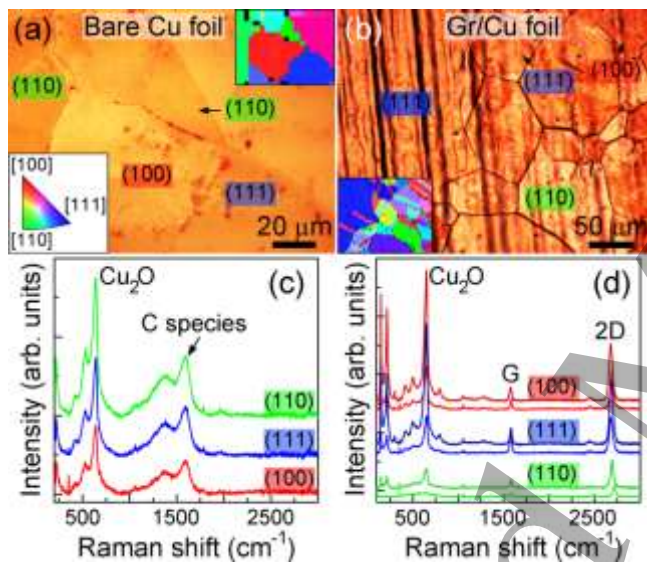 (a) Bare Cu foil
(110)
(110)
(100)
(111)
[100]
[111]
[110]
20 μm
(b) Gr/Cu foil
(100)
(111)
(111)
(110)
50 μm
(c)
Cu₂O
C species
(110)
(111)
(100)
Intensity (arb. units)
500 1500 2500
Raman shift (cm⁻¹)
(d)
Cu₂O
2D
G
(100)
(111)
(110)
Intensity (arb. units)
500 1500 2500
Raman shift (cm⁻¹)